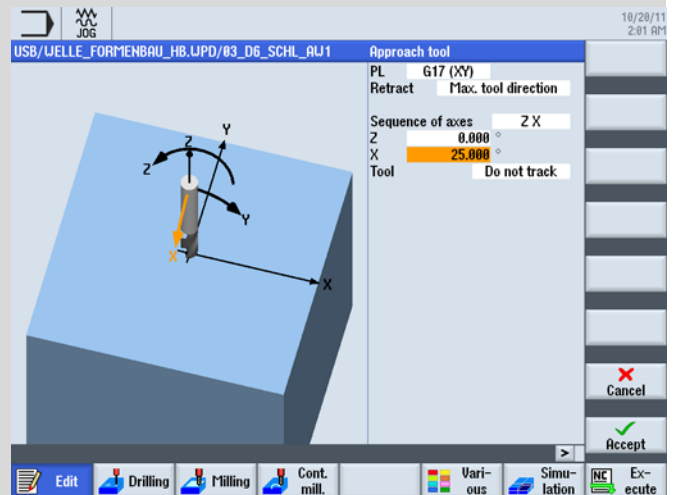 JOG
10/20/11
2:01 AM
USB/WELLE_FORMENBAU_HB.WPD/03_D6_SCHL_AW1
Approach tool
PL G17 (XY)
Retract Max. tool direction
Sequence of axes Z X
Z 0.000 °
X 25.000 °
Tool Do not track
Y
Z
Z
Y
X
X
Cancel
Accept
>
Edit
Drilling
Milling
Cont.
mill.
Vari-
ous
Simu-
lation
NC
Ex-
ecute